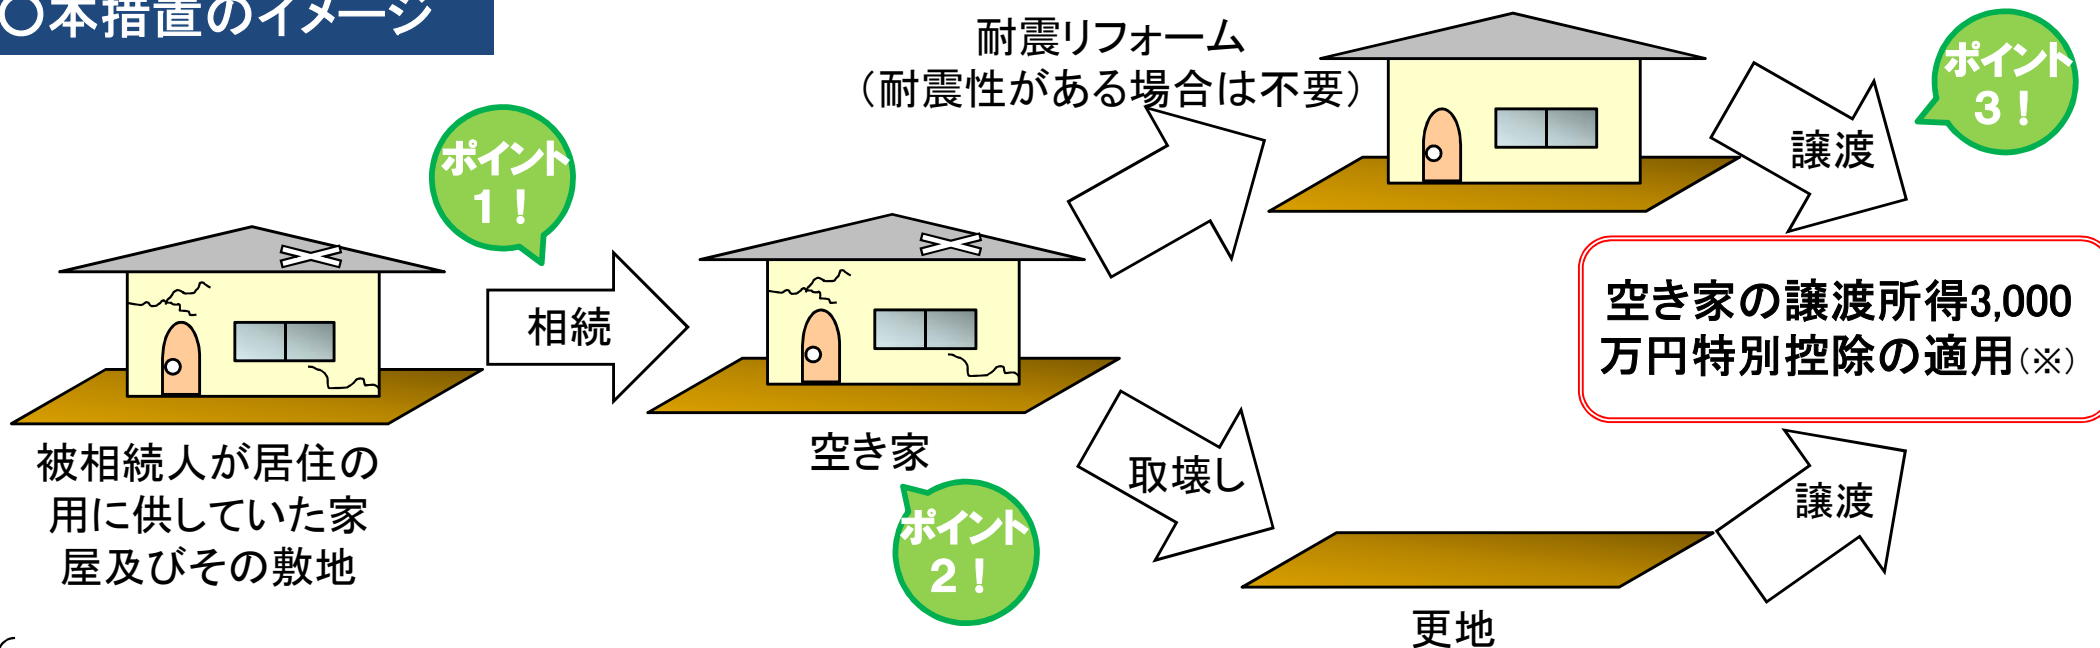 〇本措置のイメージ
耐震リフォーム
（耐震性がある場合は不要）
ポイント
1！
ポイント
3！
譲渡
相続
空き家の譲渡所得3,000
万円特別控除の適用(※)
被相続人が居住の
用に供していた家
屋及びその敷地
空き家
ポイント
2！
取壊し
譲渡
更地